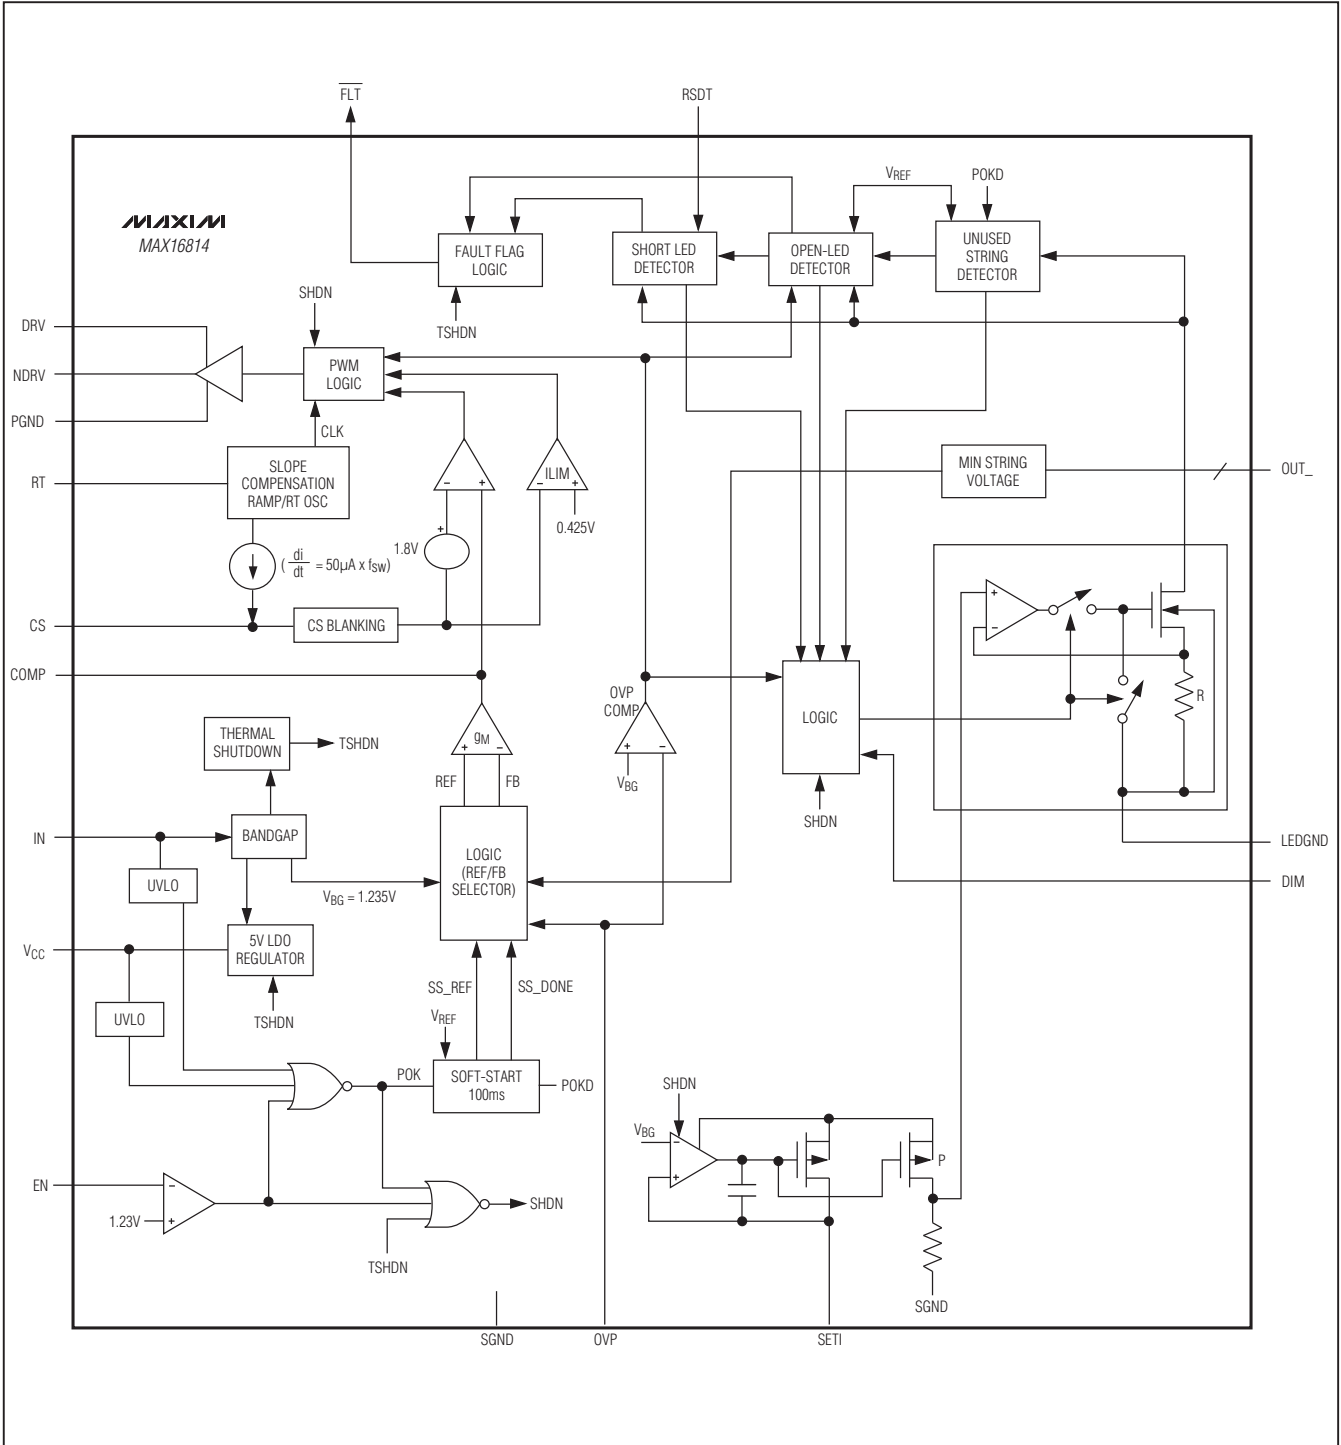 FLT
RSDT
VREF
POKD
MAXIM
MAX16814
FAULT FLAG
LOGIC
SHORT LED
DETECTOR
OPEN-LED
DETECTOR
UNUSED
STRING
DETECTOR
SHDN
TSHDN
DRV
NDRV
PGND
PWM
LOGIC
CLK
RT
SLOPE
COMPENSATION
RAMP/RT OSC
- +
ILIM
- +
0.425V
MIN STRING
VOLTAGE
OUT_
( di/dt = 50µA x fSW)
1.8V
+
CS
CS BLANKING
COMP
+
-
R
THERMAL
SHUTDOWN
TSHDN
gM
+ -
REF
FB
OVP
COMP
+ -
VBG
LOGIC
SHDN
IN
BANDGAP
UVLO
VBG = 1.235V
LOGIC
(REF/FB
SELECTOR)
LEDGND
DIM
VCC
5V LDO
REGULATOR
TSHDN
UVLO
SS_REF
SS_DONE
VREF
POK
SOFT-START
100ms
POKD
SHDN
VBG
-
+
P
EN
-
1.23V
+
SHDN
TSHDN
SGND
SGND
OVP
SETI